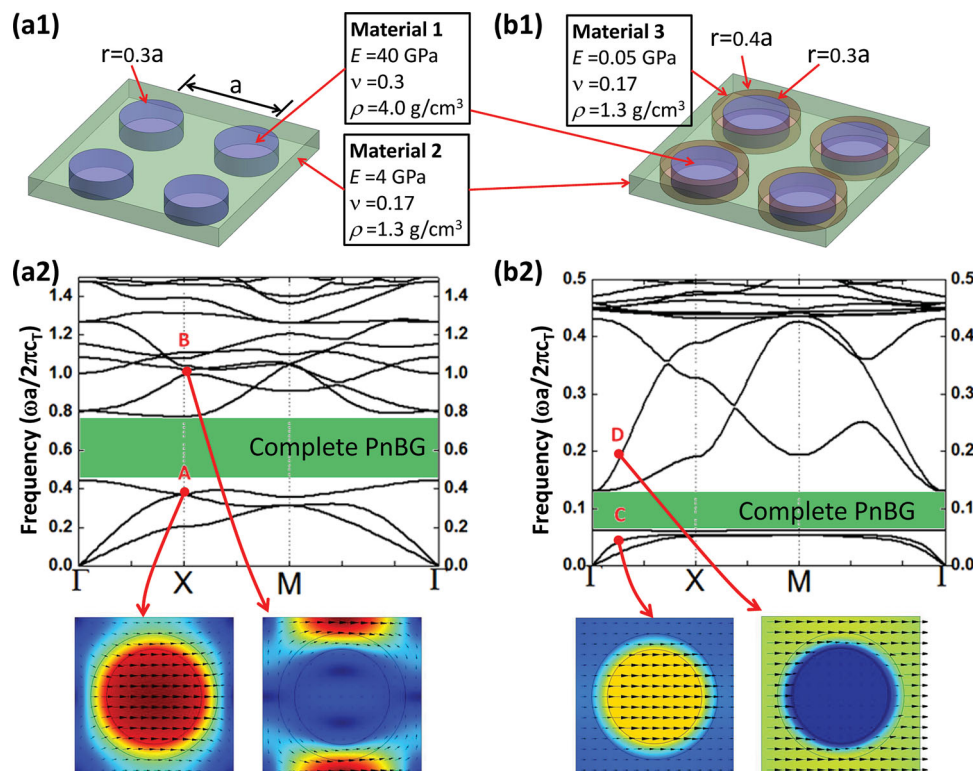 (a1)
r=0.3a
a
Material 1
E=40 GPa
ν=0.3
ρ=4.0 g/cm³
Material 2
E=4 GPa
ν=0.17
ρ=1.3 g/cm³
(b1)
Material 3
E=0.05 GPa
ν=0.17
ρ=1.3 g/cm³
r=0.4a
r=0.3a
(a2)
Frequency (ωa/2πc_T)
1.4
1.2
1.0
0.8
0.6
0.4
0.2
0.0
B
Complete PnBG
A
1.4
1.2
1.0
0.8
0.6
0.4
0.2
0.0
Γ X M Γ
(b2)
Frequency (ωa/2πc_T)
0.5
0.4
0.3
0.2
0.1
0.0
D
C
Complete PnBG
0.5
0.4
0.3
0.2
0.1
0.0
Γ X M Γ